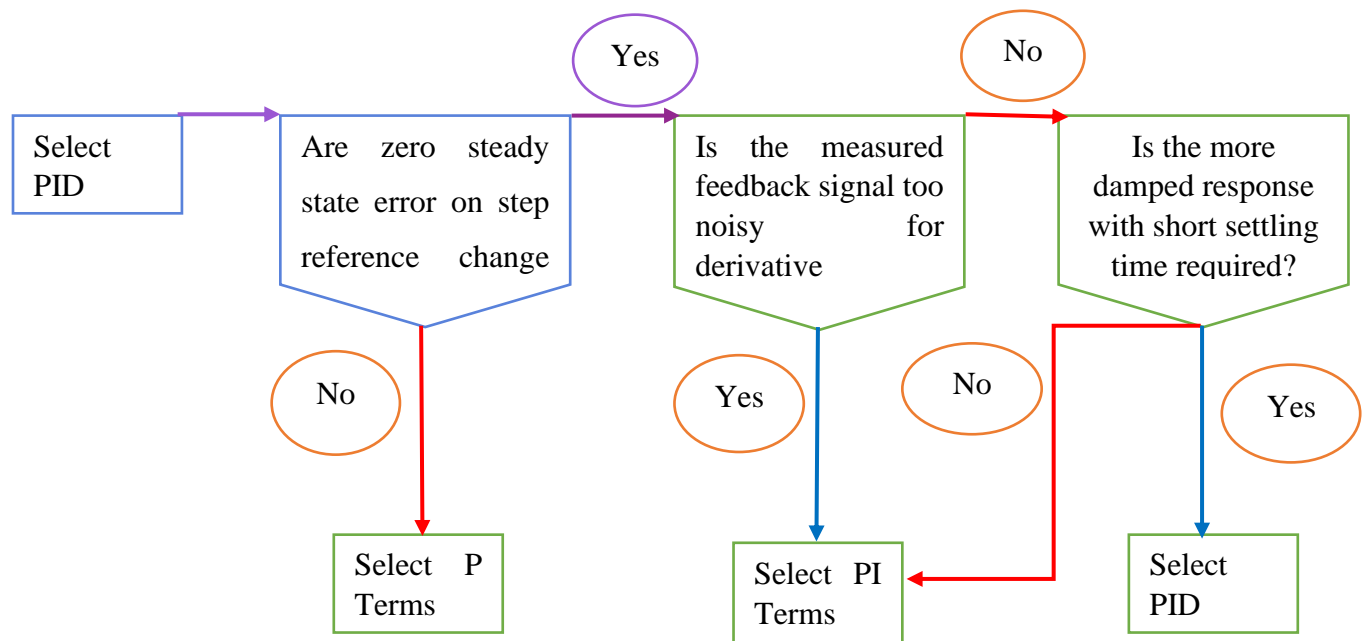 Yes
No
Select
PID
Are zero steady
state error on step
reference change
Is the measured
feedback signal too
noisy for
derivative
Is the more
damped response
with short settling
time required?
No
Yes
No
Yes
Select P
Terms
Select PI
Terms
Select
PID